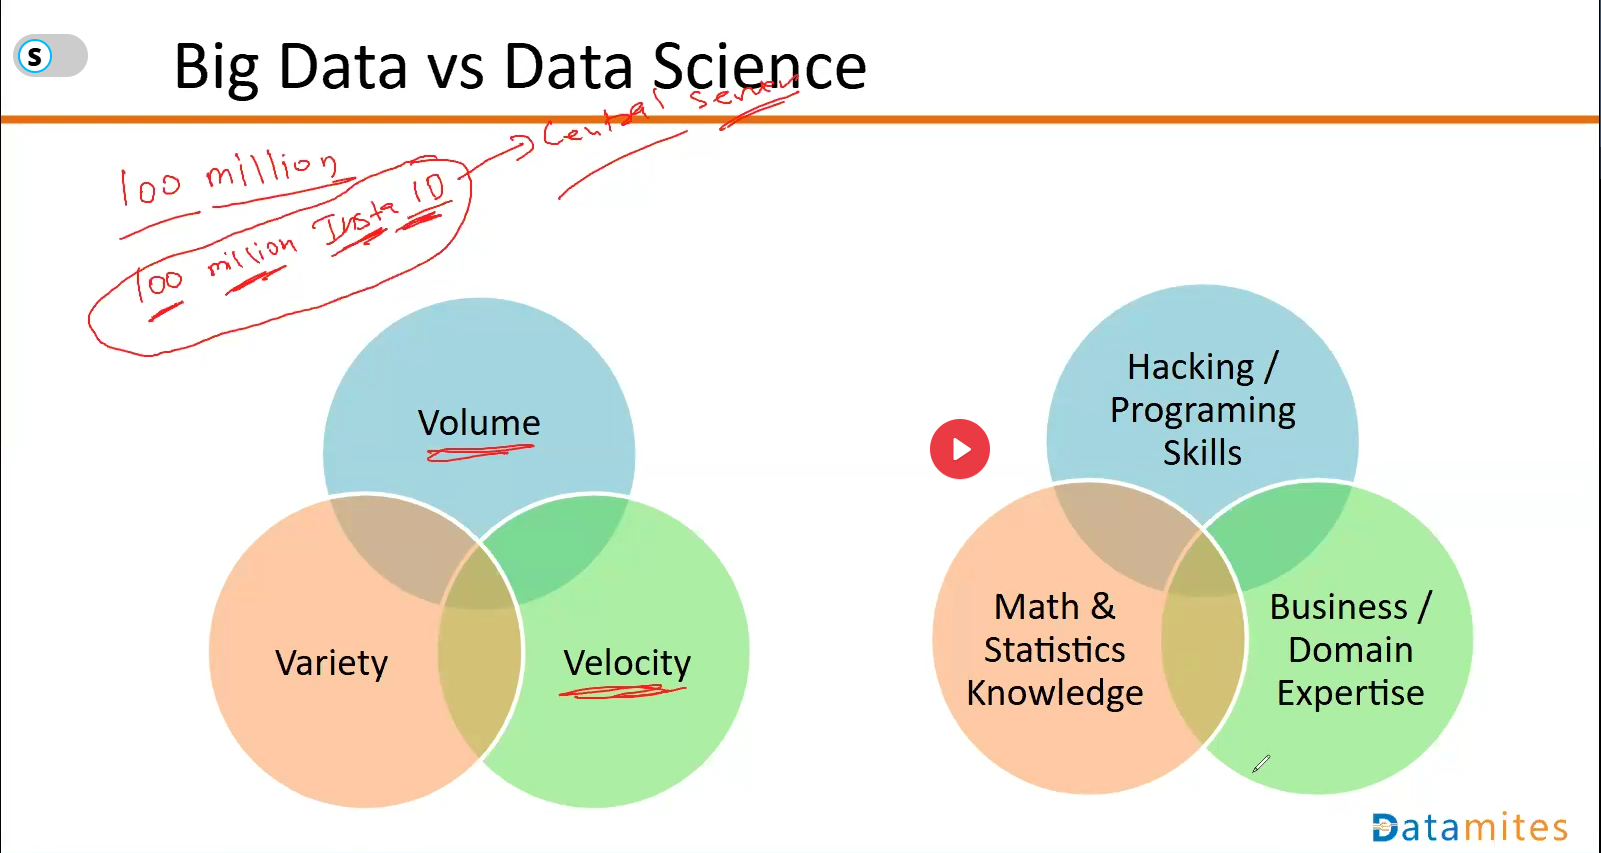 S
Big Data vs Data Science
Central server
100 million
100 million Insta ID
Volume
Variety
Velocity
Hacking /
Programing
Skills
Math &
Statistics
Knowledge
Business /
Domain
Expertise
Datamites